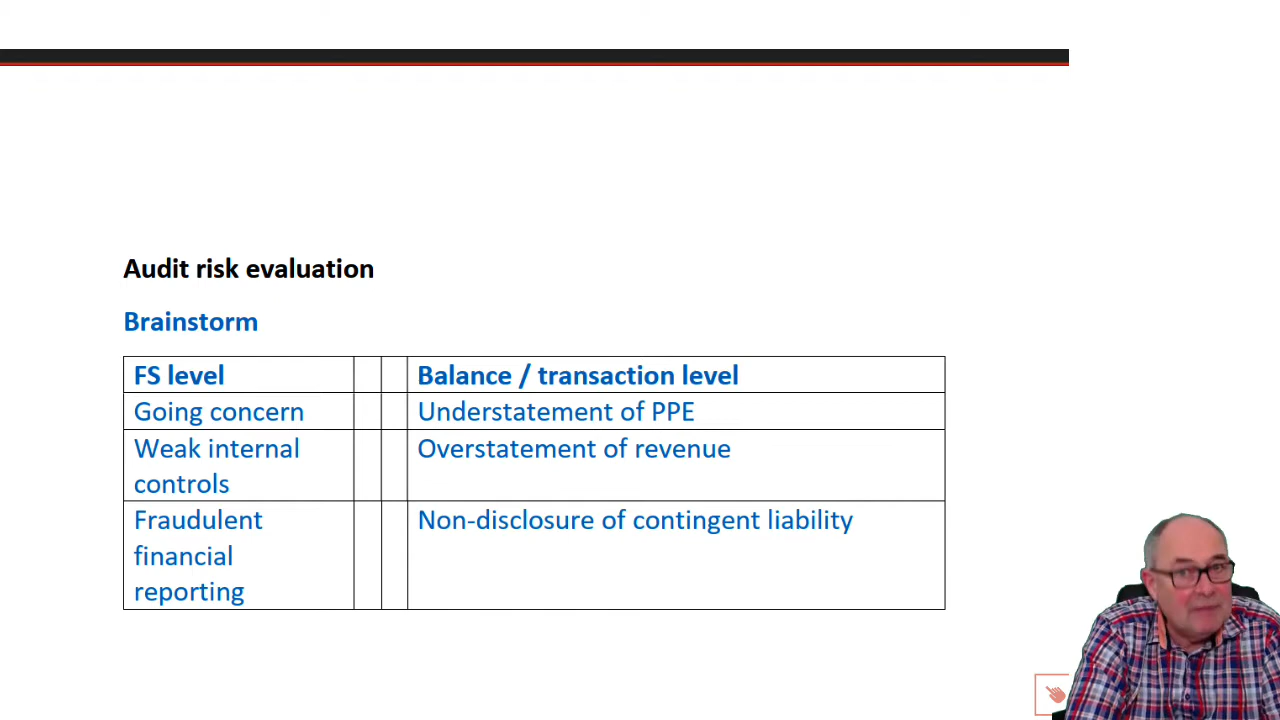 Audit risk evaluation
Brainstorm
FS level
Balance / transaction level
Going concern
Understatement of PPE
Weak internal
controls
Overstatement of revenue
Fraudulent
financial
reporting
Non-disclosure of contingent liability